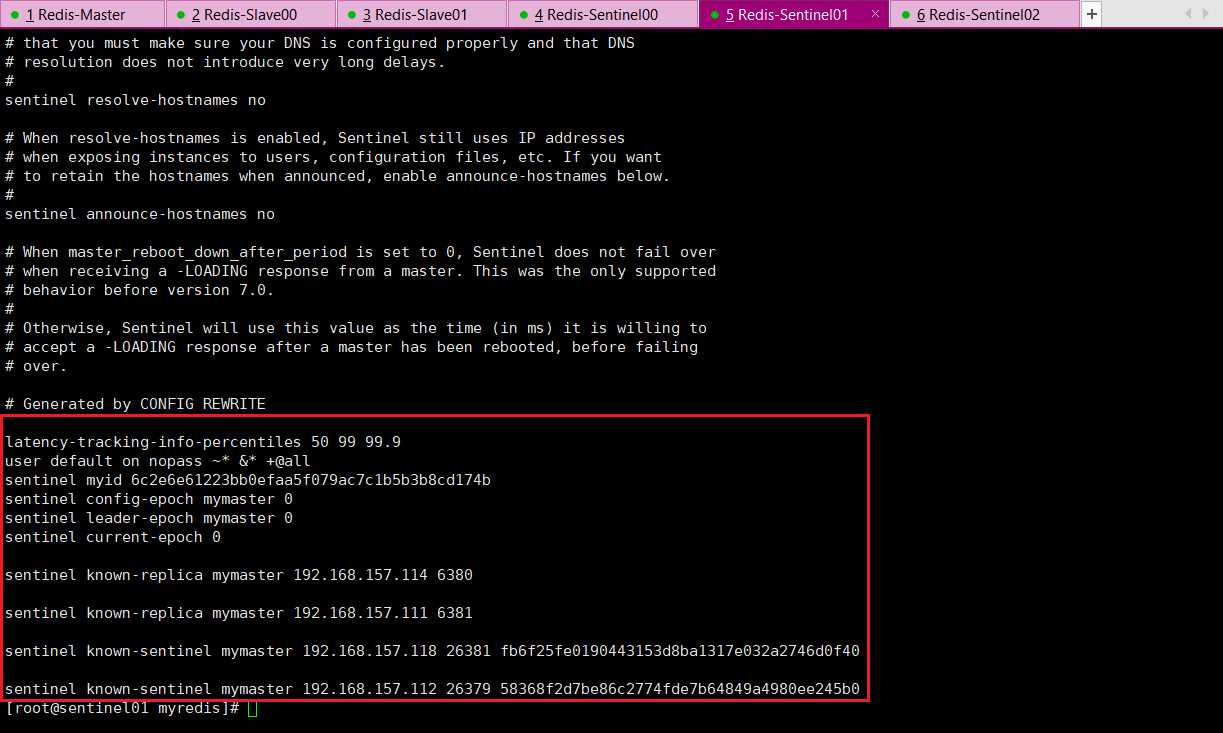 1 Redis-Master
2 Redis-Slave00
3 Redis-Slave01
4 Redis-Sentinel00
5 Redis-Sentinel01 ×
6 Redis-Sentinel02
+
# that you must make sure your DNS is configured properly and that DNS
# resolution does not introduce very long delays.
#
sentinel resolve-hostnames no
# When resolve-hostnames is enabled, Sentinel still uses IP addresses
# when exposing instances to users, configuration files, etc. If you want
# to retain the hostnames when announced, enable announce-hostnames below.
#
sentinel announce-hostnames no
# When master_reboot_down_after_period is set to 0, Sentinel does not fail over
# when receiving a -LOADING response from a master. This was the only supported
# behavior before version 7.0.
#
# Otherwise, Sentinel will use this value as the time (in ms) it is willing to
# accept a -LOADING response after a master has been rebooted, before failing
# over.
# Generated by CONFIG REWRITE
latency-tracking-info-percentiles 50 99 99.9
user default on nopass ~* &* +@all
sentinel myid 6c2e6e61223bb0efaa5f079ac7c1b5b3b8cd174b
sentinel config-epoch mymaster 0
sentinel leader-epoch mymaster 0
sentinel current-epoch 0
sentinel known-replica mymaster 192.168.157.114 6380
sentinel known-replica mymaster 192.168.157.111 6381
sentinel known-sentinel mymaster 192.168.157.118 26381 fb6f25fe0190443153d8ba1317e032a2746d0f40
sentinel known-sentinel mymaster 192.168.157.112 26379 58368f2d7be86c2774fde7b64849a4980ee245b0
[root@sentinel01 myredis]#